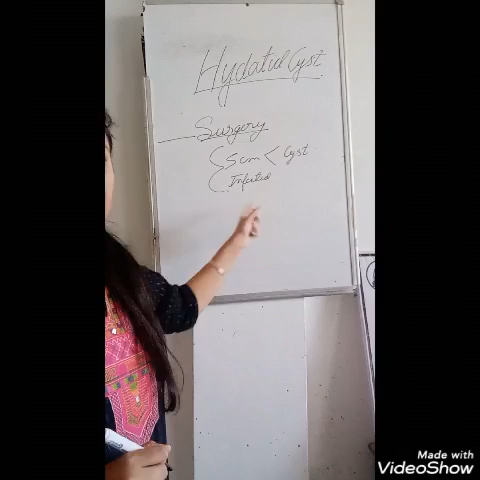 Hydatid Cyst
Surgery
5cm < Cyst
Infected
Made with
VideoShow